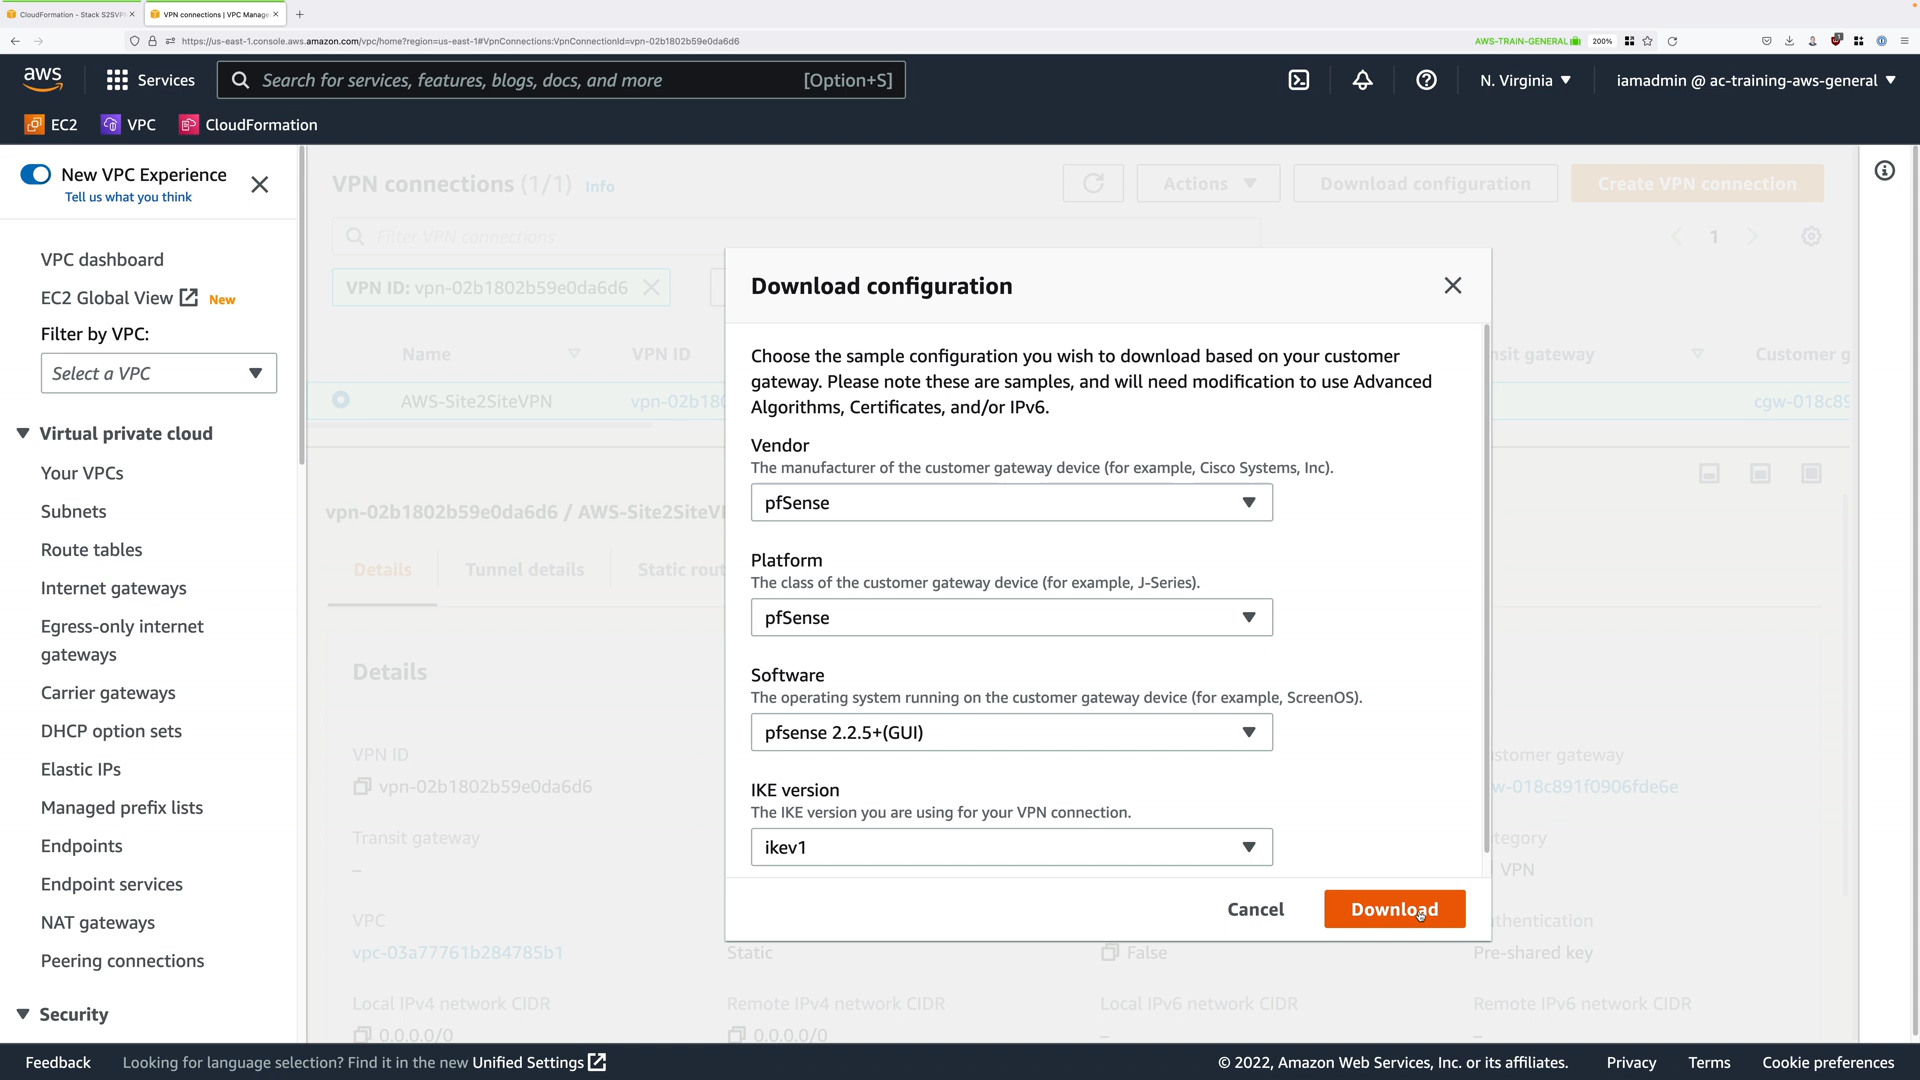 CloudFormation - Stack S2SVP
VPN connections | VPC Manage
https://us-east-1.console.aws.amazon.com/vpc/home?region=us-east-1#VpnConnections:VpnConnectionId=vpn-02b1802b59e0da6d6
AWS-TRAIN-GENERAL
200%
aws
Services
Search for services, features, blogs, docs, and more
[Option+S]
N. Virginia
iamadmin @ ac-training-aws-general
EC2
VPC
CloudFormation
New VPC Experience
Tell us what you think
VPC dashboard
EC2 Global View
New
Filter by VPC:
Select a VPC
Virtual private cloud
Your VPCs
Subnets
Route tables
Internet gateways
Egress-only internet
gateways
Carrier gateways
DHCP option sets
Elastic IPs
Managed prefix lists
Endpoints
Endpoint services
NAT gateways
Peering connections
Security
VPN connections (1/1)
Info
Actions
Download configuration
Create VPN connection
Filter VPN connections
1
VPN ID: vpn-02b1802b59e0da6d6
Name
VPN ID
nsit gateway
Customer g
AWS-Site2SiteVPN
vpn-02b180
cgw-018c89
vpn-02b1802b59e0da6d6 / AWS-Site2SiteV
Details
Tunnel details
Static rout
Details
VPN ID
vpn-02b1802b59e0da6d6
stomer gateway
w-018c891f0906fde6e
Transit gateway
–
tegory
VPN
VPC
vpc-03a77761b284785b1
Static
False
thentication
Pre-shared key
Local IPv4 network CIDR
0.0.0.0/0
Remote IPv4 network CIDR
0.0.0.0/0
Local IPv6 network CIDR
–
Remote IPv6 network CIDR
–
Download configuration
Choose the sample configuration you wish to download based on your customer
gateway. Please note these are samples, and will need modification to use Advanced
Algorithms, Certificates, and/or IPv6.
Vendor
The manufacturer of the customer gateway device (for example, Cisco Systems, Inc).
pfSense
Platform
The class of the customer gateway device (for example, J-Series).
pfSense
Software
The operating system running on the customer gateway device (for example, ScreenOS).
pfsense 2.2.5+(GUI)
IKE version
The IKE version you are using for your VPN connection.
ikev1
Cancel
Download
Feedback
Looking for language selection? Find it in the new Unified Settings
© 2022, Amazon Web Services, Inc. or its affiliates.
Privacy
Terms
Cookie preferences